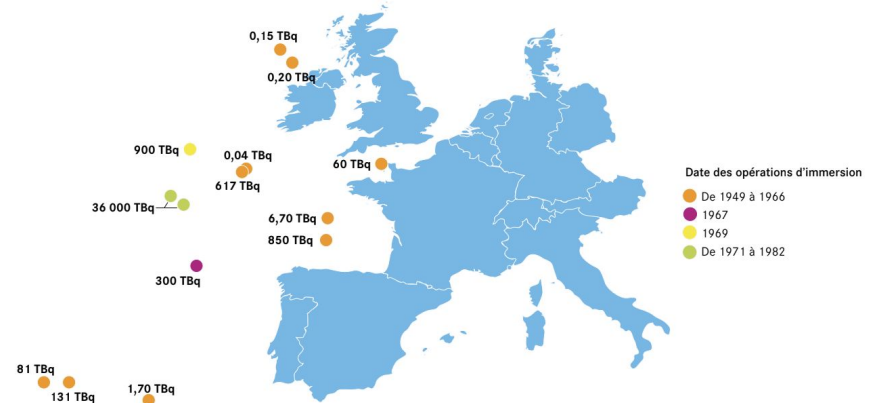 0,15 TBq
0,20 TBq
900 TBq
0,04 TBq
617 TBq
60 TBq
36 000 TBq
6,70 TBq
850 TBq
300 TBq
81 TBq
131 TBq
1,70 TBq
Date des opérations d'immersion
De 1949 à 1966
1967
1969
De 1971 à 1982